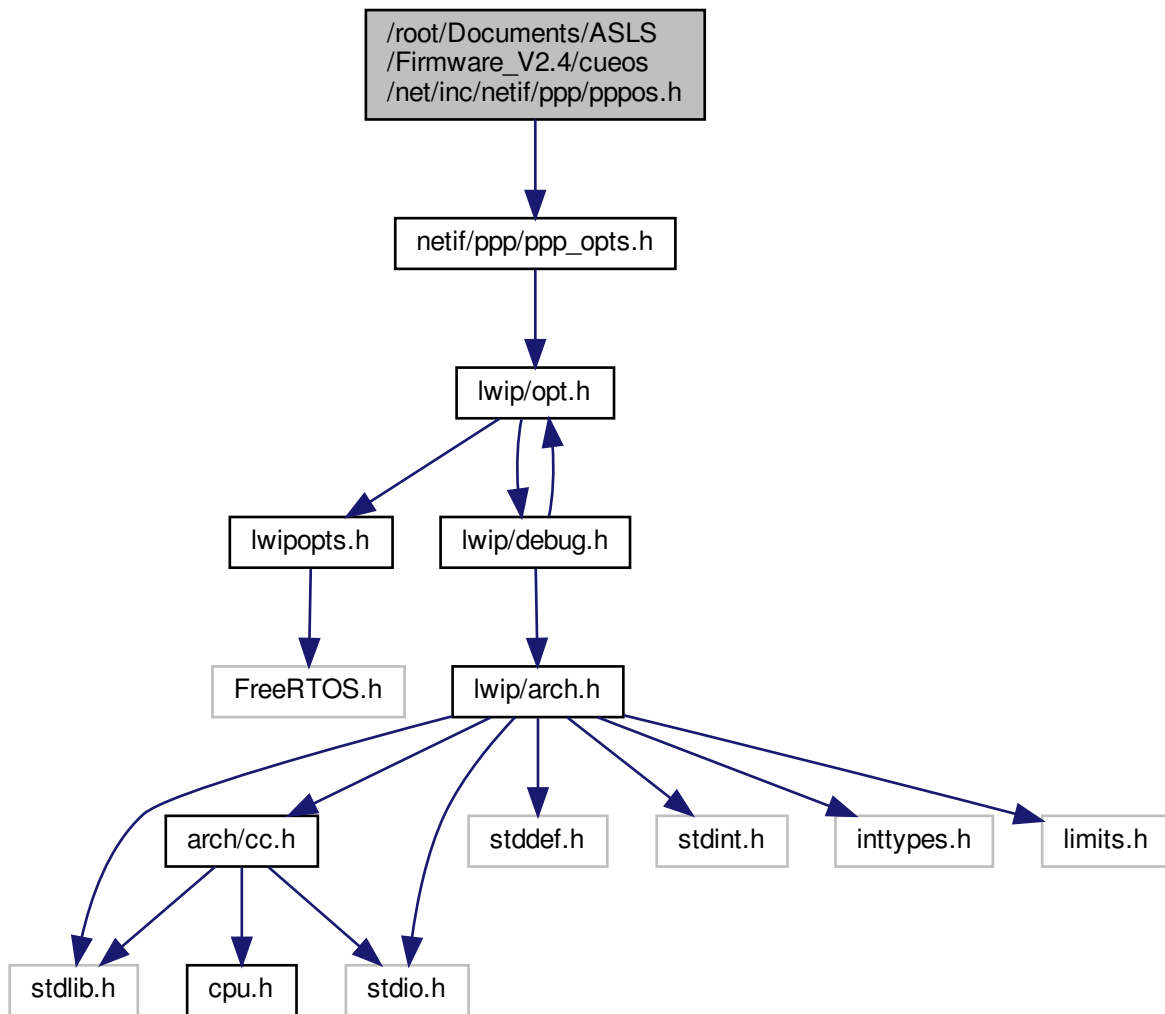 /root/Documents/ASLS
/Firmware_V2.4/cueos
/net/inc/netif/ppp/pppos.h
netif/ppp/ppp_opts.h
lwip/opt.h
lwipopts.h
lwip/debug.h
FreeRTOS.h
lwip/arch.h
arch/cc.h
stddef.h
stdint.h
inttypes.h
limits.h
stdlib.h
cpu.h
stdio.h